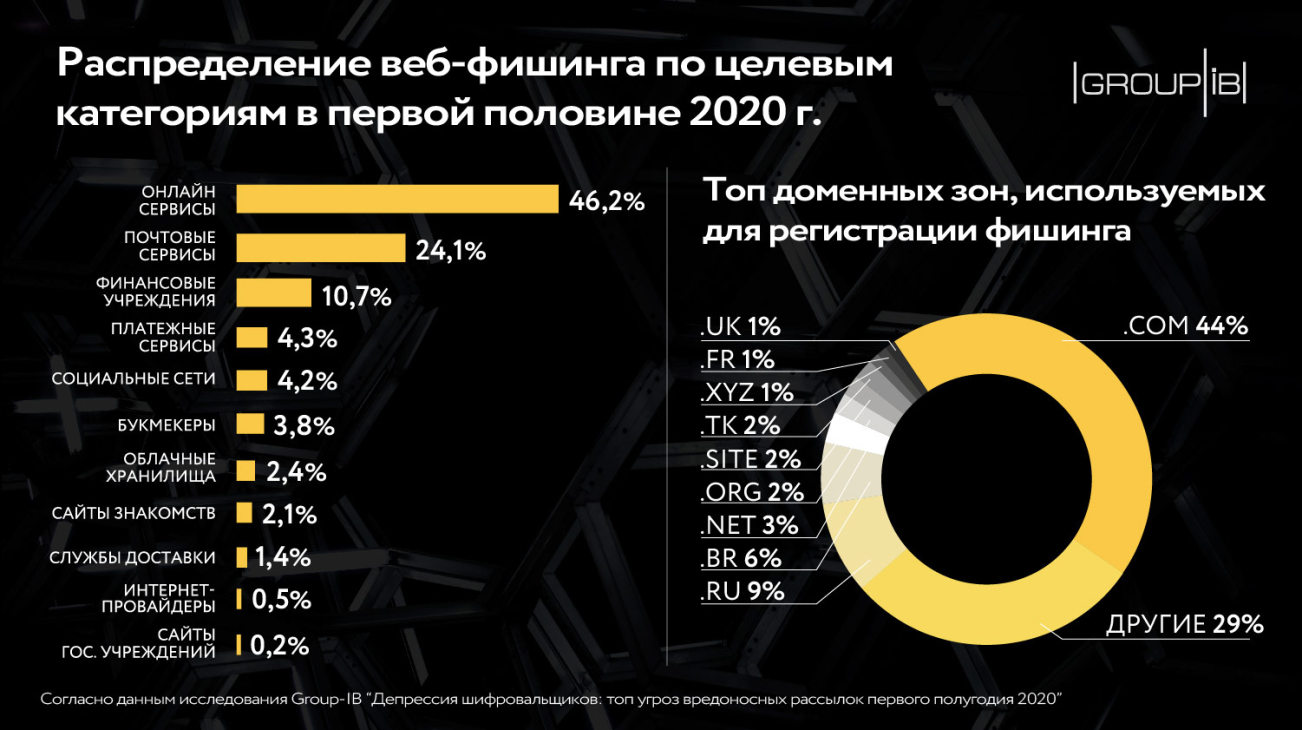 Распределение веб-фишинга по целевым
категориям в первой половине 2020 г.
GROUP IB
ОНЛАЙН
СЕРВИСЫ
46,2%
ПОЧТОВЫЕ
СЕРВИСЫ
24,1%
ФИНАНСОВЫЕ
УЧРЕЖДЕНИЯ
10,7%
ПЛАТЕЖНЫЕ
СЕРВИСЫ
4,3%
СОЦИАЛЬНЫЕ СЕТИ
4,2%
БУКМЕКЕРЫ
3,8%
ОБЛАЧНЫЕ
ХРАНИЛИЩА
2,4%
САЙТЫ ЗНАКОМСТВ
2,1%
СЛУЖБЫ ДОСТАВКИ
1,4%
ИНТЕРНЕТ-
ПРОВАЙДЕРЫ
0,5%
САЙТЫ
ГОС. УЧРЕЖДЕНИЙ
0,2%
Топ доменных зон, используемых
для регистрации фишинга
.UK 1%
.FR 1%
.XYZ 1%
.TK 2%
.SITE 2%
.ORG 2%
.NET 3%
.BR 6%
.RU 9%
.COM 44%
ДРУГИЕ 29%
Согласно данным исследования Group-IB "Депрессия шифровальщиков: топ угроз вредоносных рассылок первого полугодия 2020"